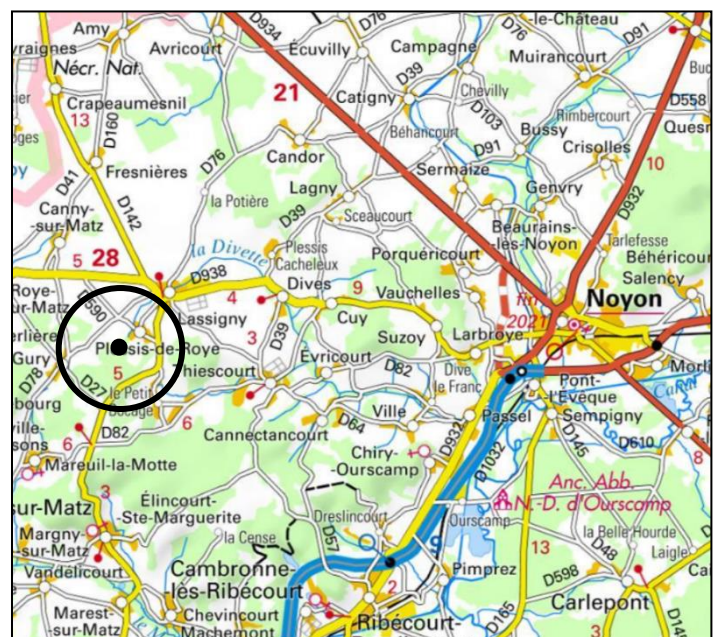 D934
D76
-le-Château
D76
D91
Amy
Avricourt
Écuvilly
Campagne
Muirancourt
vraignes
Nécr. Nat.
D39
Chevilly
21
Catigny
D558
Crapeaumesnil
D103
Rimbercourt
13
D160
Béhancourt
Bussy
Candor
D91
Crisolles
10
D76
Fresnières
Sermaize
D41
Lagny
Genvry
D932
la Potière
D39
Sceaucourt
D142
Canny-
-sur-Matz
Beaurains-
-lès-Noyon
Tarlefesse
la Divette
Plessis
Cacheleux
Porquéricourt
5
28
D938
Salency
Dives
9
Vauchelles
fin
2021
Noyon
4
D590
Lassigny
Cuy
3
D39
Suzoy
Larbroye
Plessis-de-Roye
Évricourt
D82
Gury
5
Thiescourt
Dive
le Franc
D78
D27
le Petit
Bocage
Pont-
-l'Évêque
Ville
Passel
Sempigny
6
D82
6
D64
D932
D145
Cannectancourt
D610
Mareuil-la-Motte
Chiry-
-Ourscamp
D1032
8
3
Anc. Abb.
N.-D. d'Ourscamp
sur-Matz
Élincourt-
-Ste-Marguerite
Dreslincourt
Ourscamp
la Belle Hourde
Margny-
-sur-Matz
la Cense
D57
9
13
D48
Laigle
Vandélicourt
Cambronne-
-lès-Ribécourt
Pimprez
D598
2
Carlepont
Marest-
-sur-Matz
Chevincourt
Machemont
Ribécourt-
D165
3